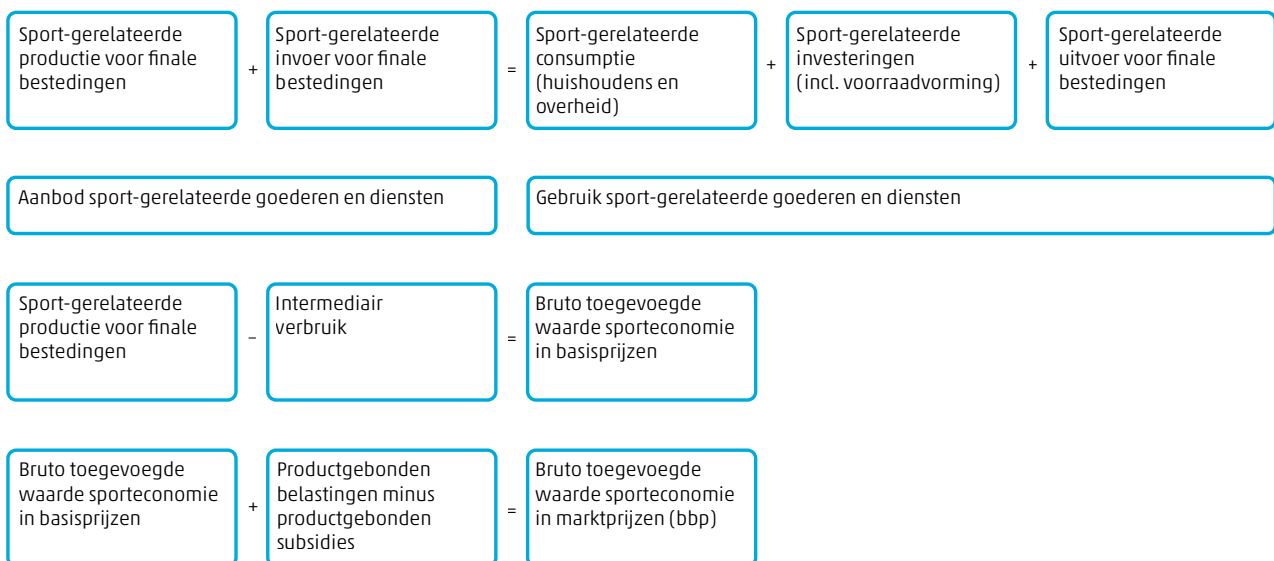 Sport-gerelateerde
productie voor finale
bestedingen
+
Sport-gerelateerde
invoer voor finale
bestedingen
=
Sport-gerelateerde
consumptie
(huishoudens en
overheid)
+
Sport-gerelateerde
investeringen
(incl. voorraadvorming)
+
Sport-gerelateerde
uitvoer voor finale
bestedingen
Aanbod sport-gerelateerde goederen en diensten
Gebruik sport-gerelateerde goederen en diensten
Sport-gerelateerde
productie voor finale
bestedingen
–
Intermediair
verbruik
=
Bruto toegevoegde
waarde sporteconomie
in basisprijzen
Bruto toegevoegde
waarde sporteconomie
in basisprijzen
+
Productgebonden
belastingen minus
productgebonden
subsidies
=
Bruto toegevoegde
waarde sporteconomie
in marktprijzen (bbp)